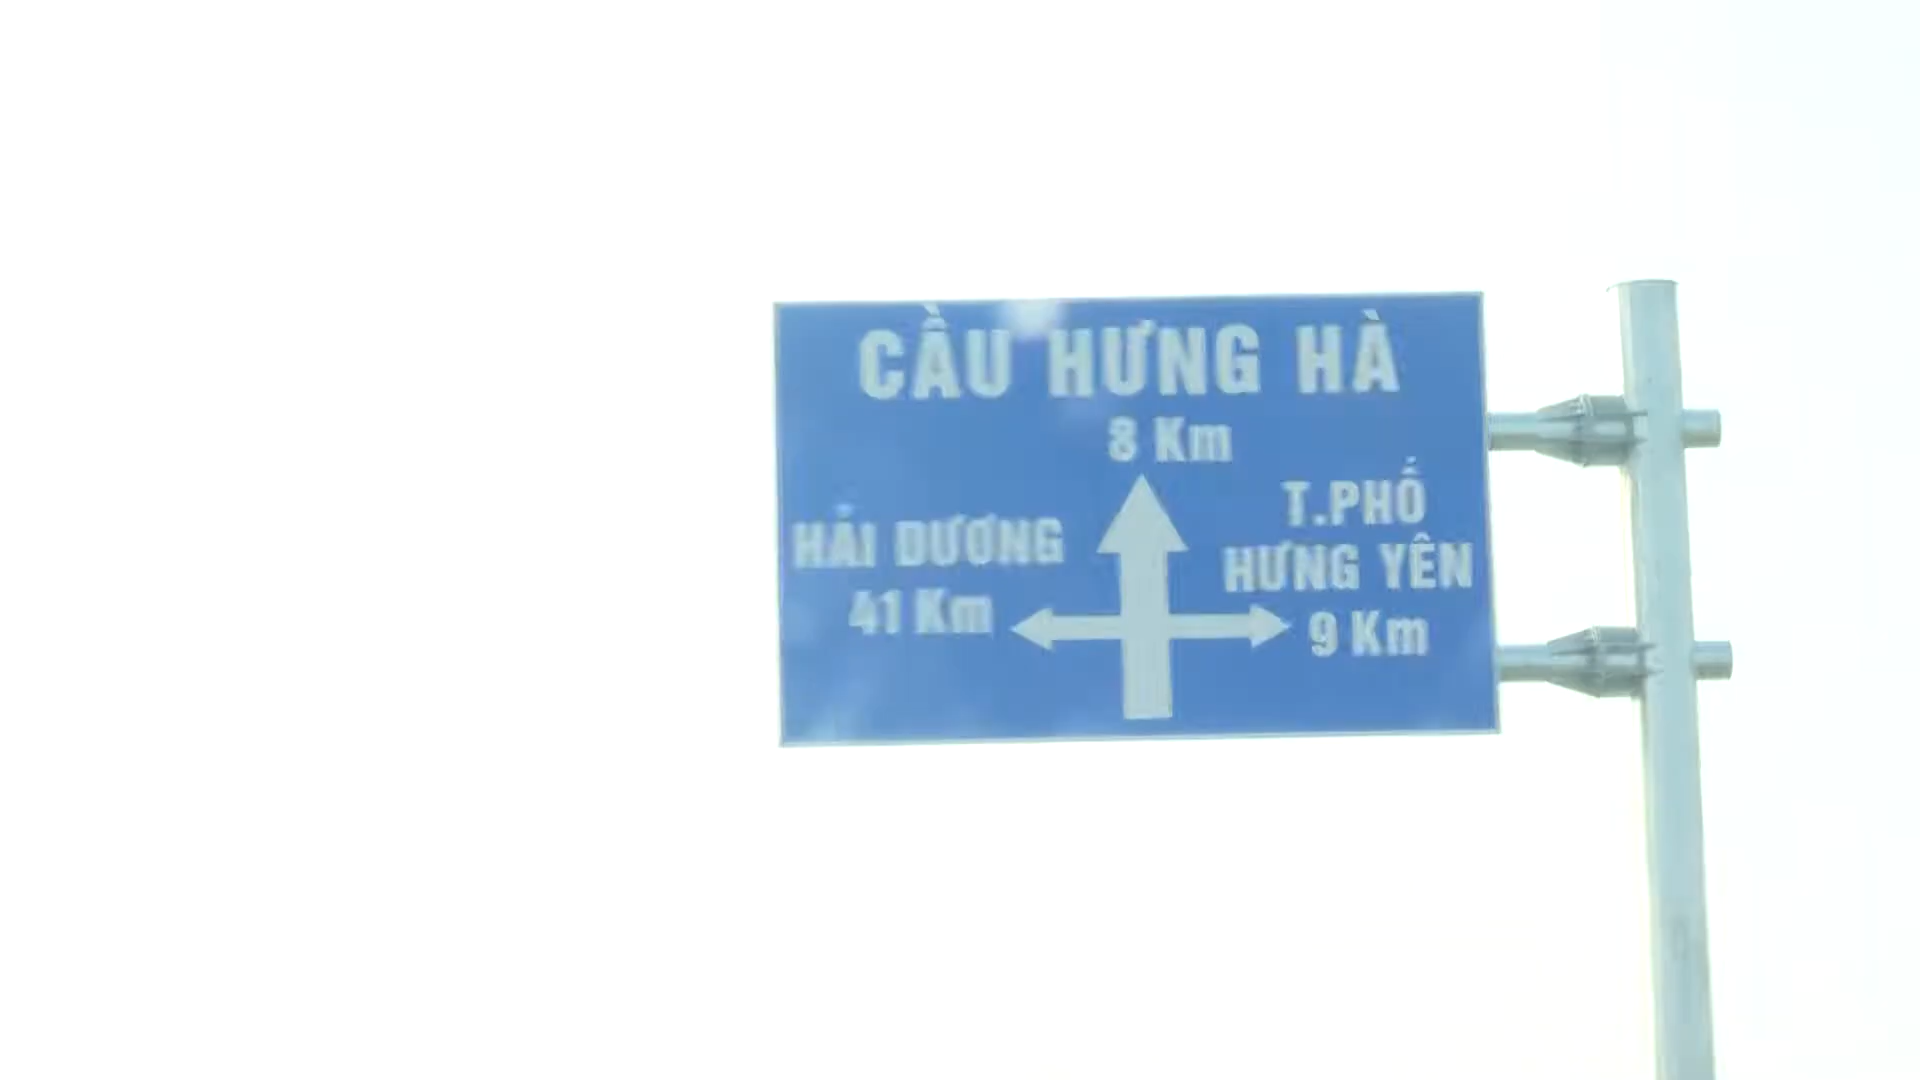 CẦU HƯNG HÀ
8 Km
HẢI DƯƠNG
41 Km
T.PHỐ
HƯNG YÊN
9 Km